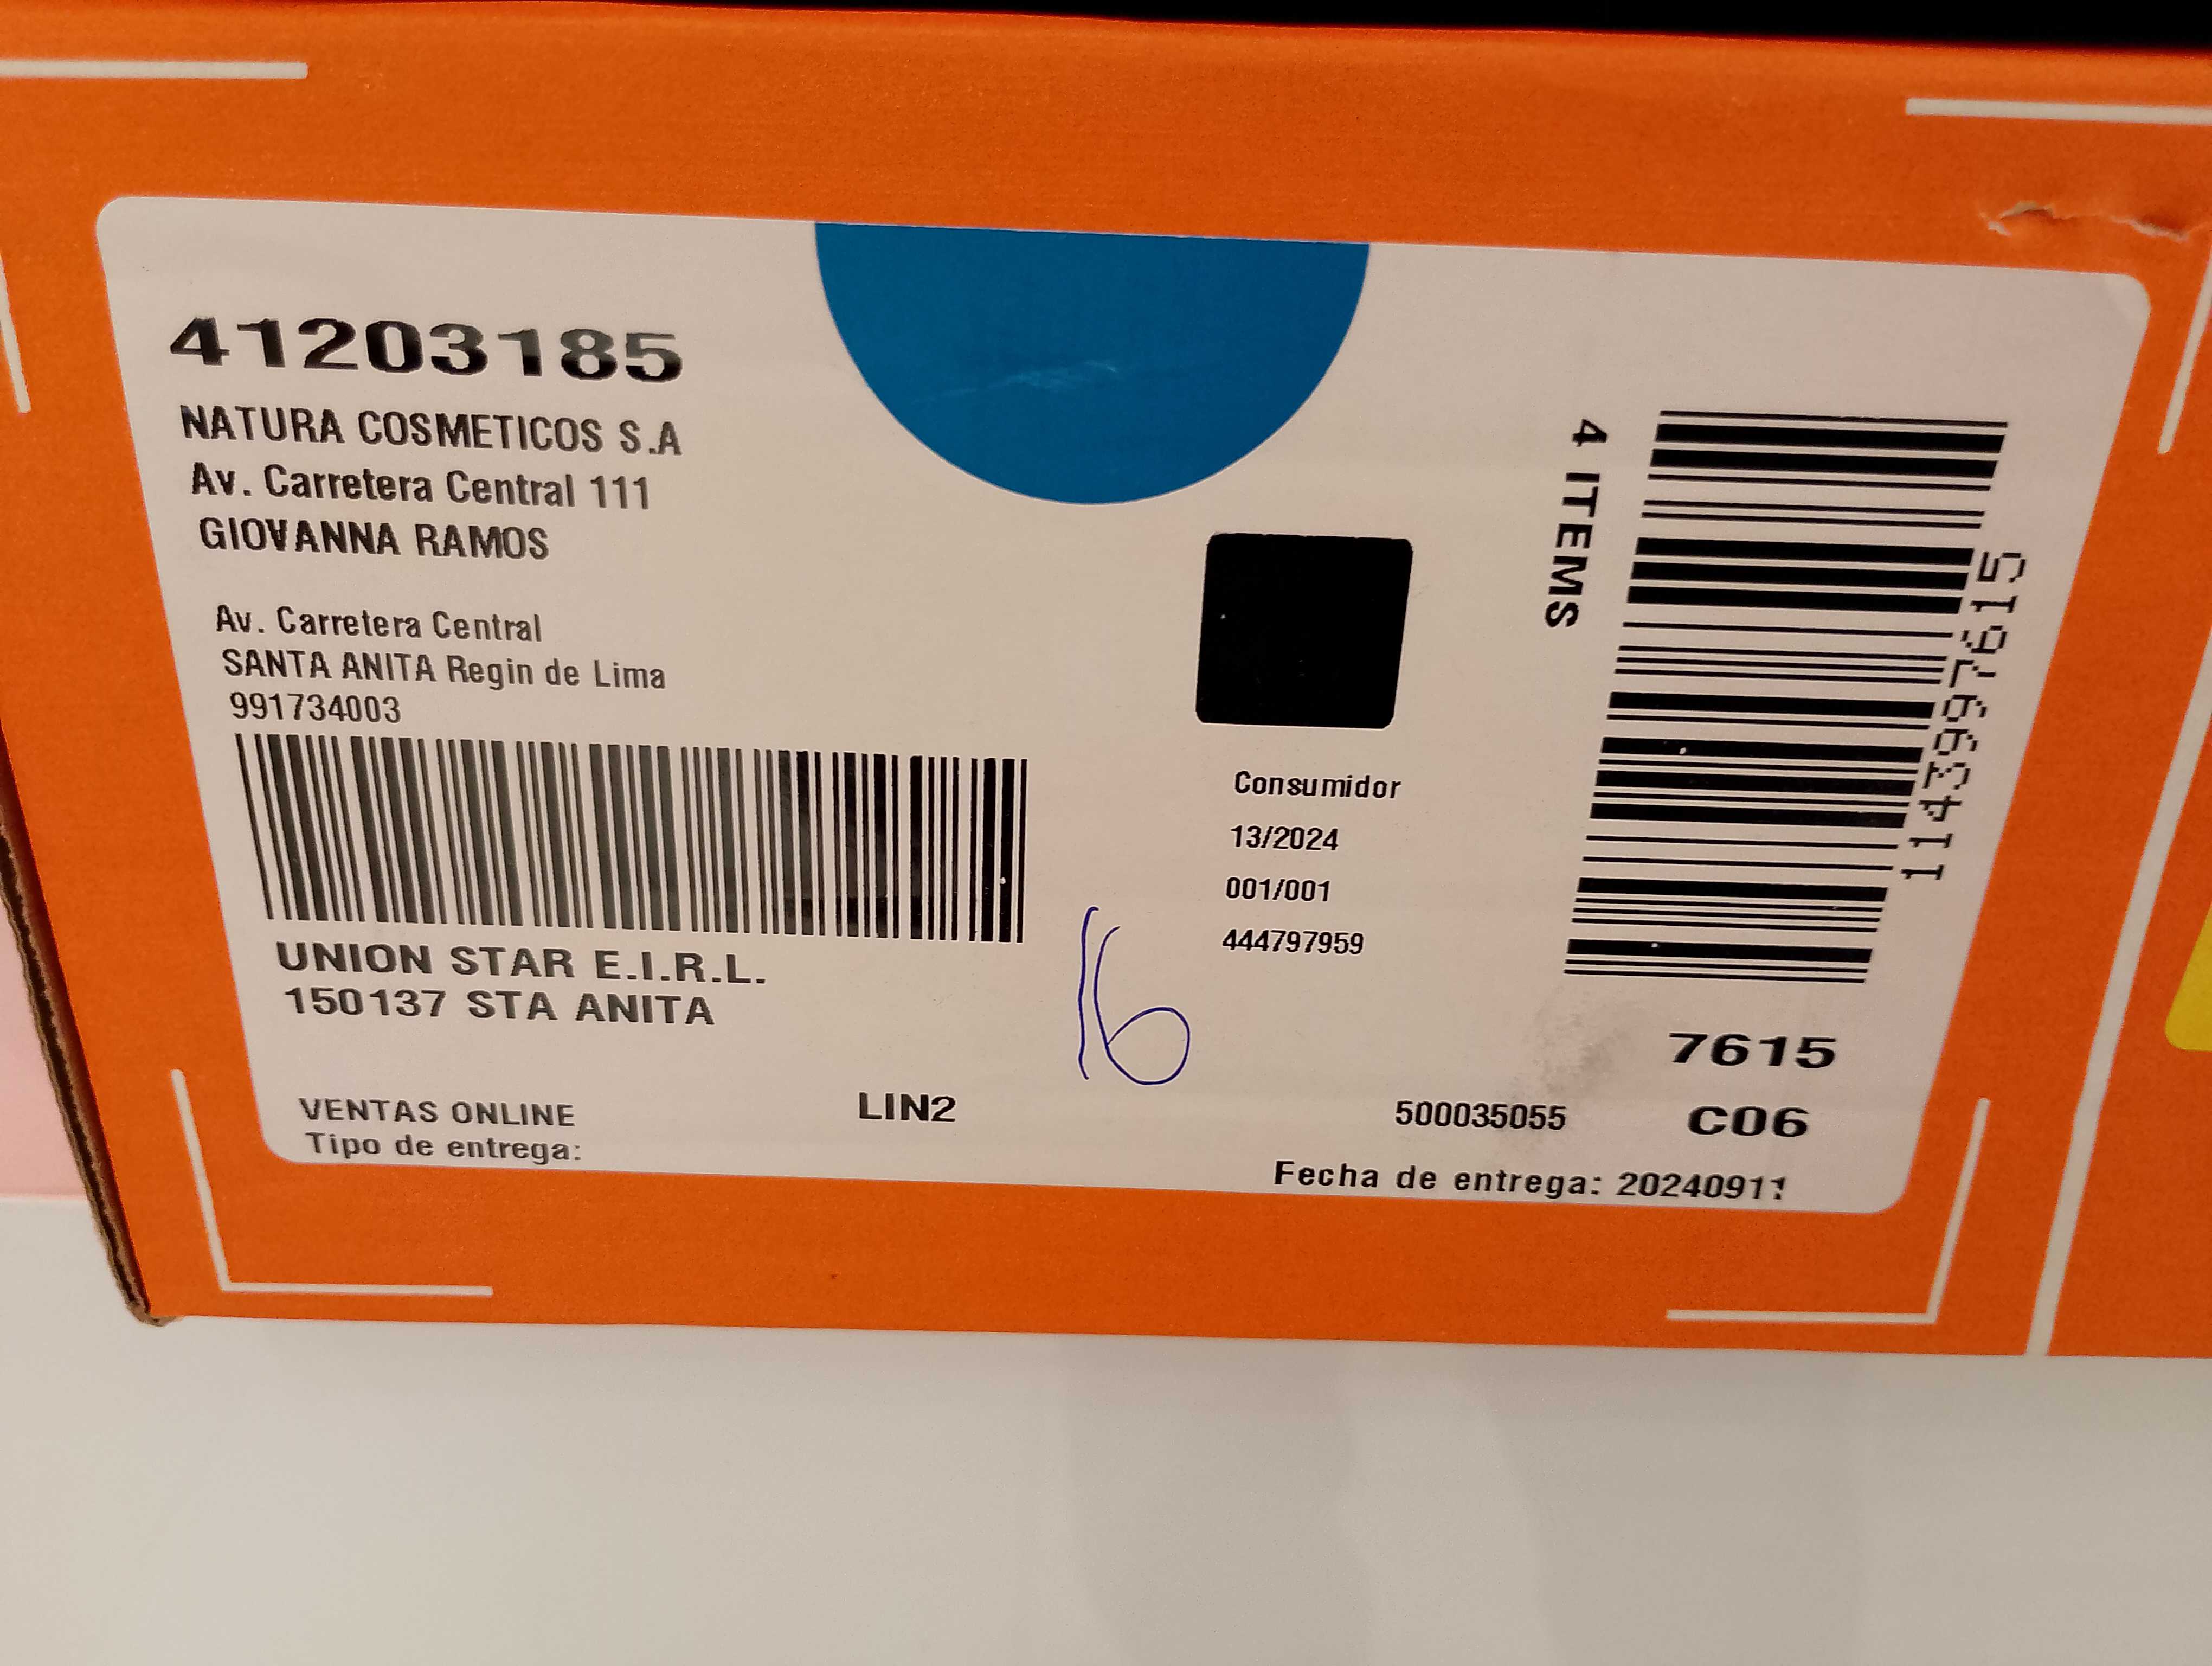 41203185
NATURA COSMETICOS S.A
Av. Carretera Central 111
GIOVANNA RAMOS
Av. Carretera Central
SANTA ANITA Regin de Lima
991734003
UNION STAR E.I.R.L.
150137 STA ANITA
VENTAS ONLINE
Tipo de entrega:
LIN2
16
Consumidor
13/2024
001/001
444797959
4 ITEMS
5197663411
7615
500035055 C06
Fecha de entrega: 20240911